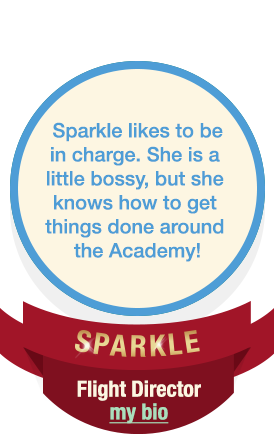 Sparkle likes to be
in charge. She is a
little bossy, but she
knows how to get
things done around
the Academy!
SPARKLE
Flight Director
my bio